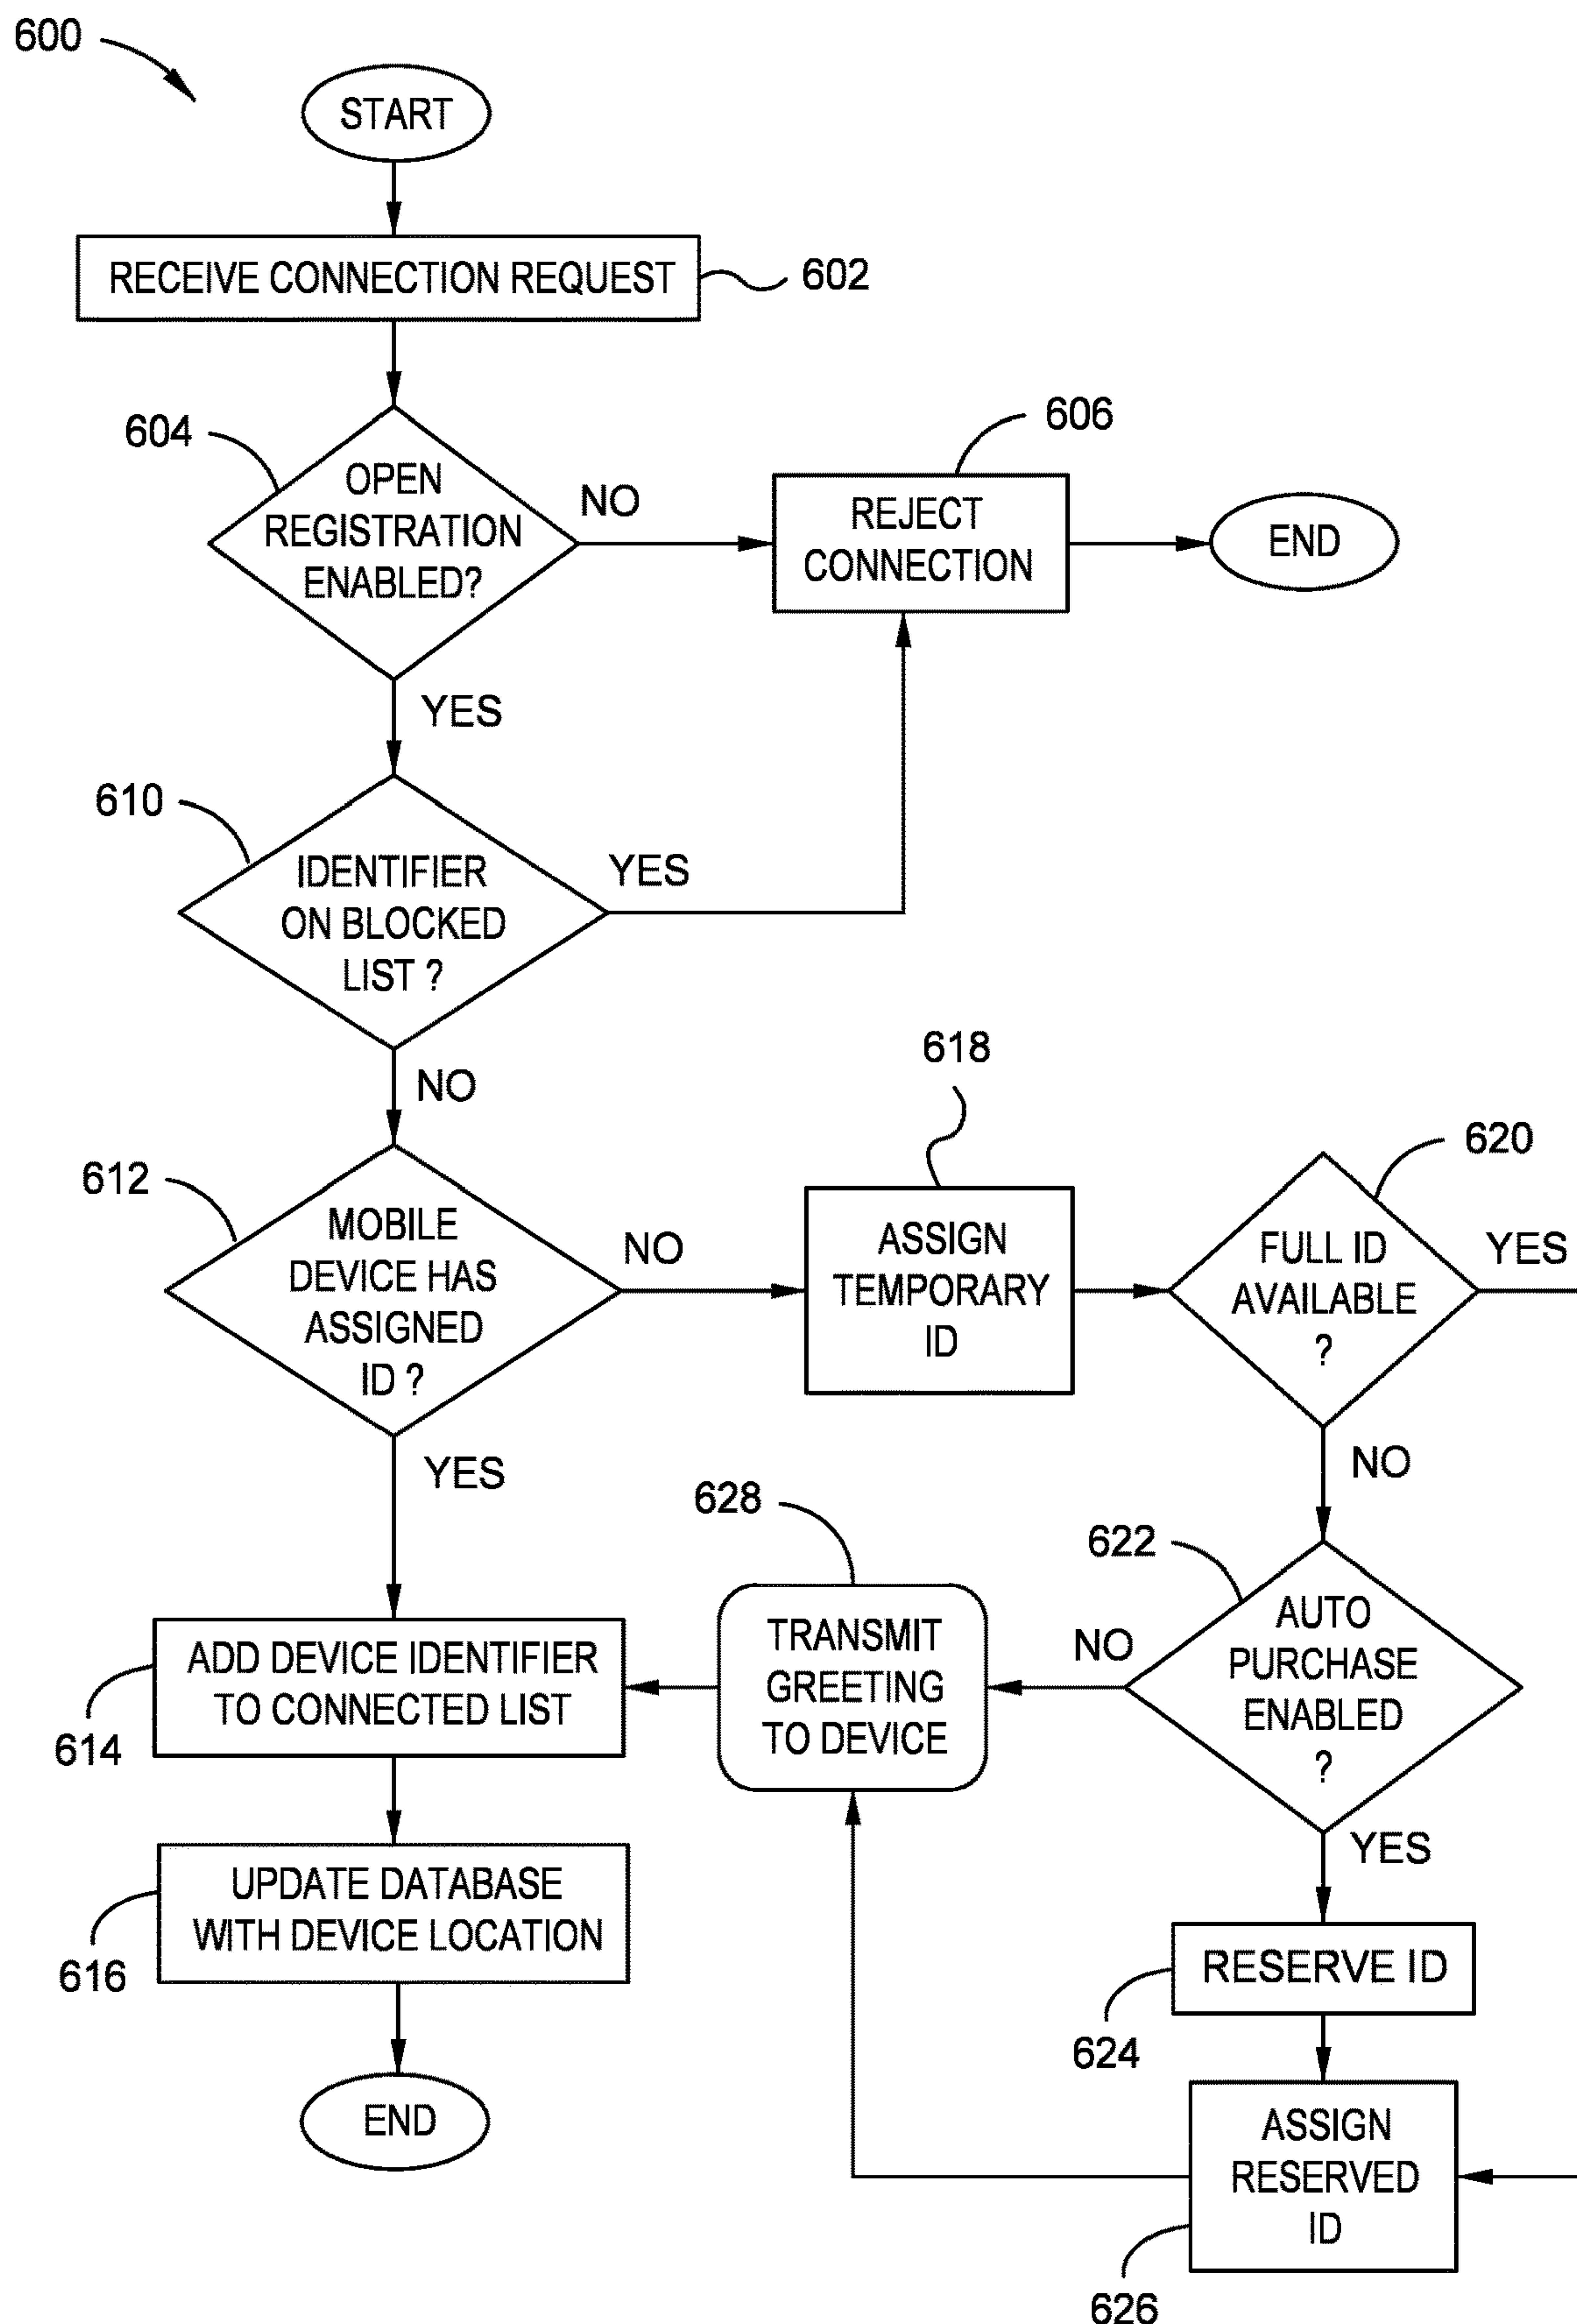 600
START
RECEIVE CONNECTION REQUEST
602
604
OPEN
REGISTRATION
ENABLED?
NO
606
REJECT
CONNECTION
END
YES
610
IDENTIFIER
ON BLOCKED
LIST ?
YES
NO
612
MOBILE
DEVICE HAS
ASSIGNED
ID ?
NO
618
ASSIGN
TEMPORARY
ID
620
FULL ID
AVAILABLE
?
YES
NO
YES
622
AUTO
PURCHASE
ENABLED
?
NO
628
TRANSMIT
GREETING
TO DEVICE
ADD DEVICE IDENTIFIER
TO CONNECTED LIST
614
UPDATE DATABASE
WITH DEVICE LOCATION
616
END
YES
RESERVE ID
624
ASSIGN
RESERVED
ID
626